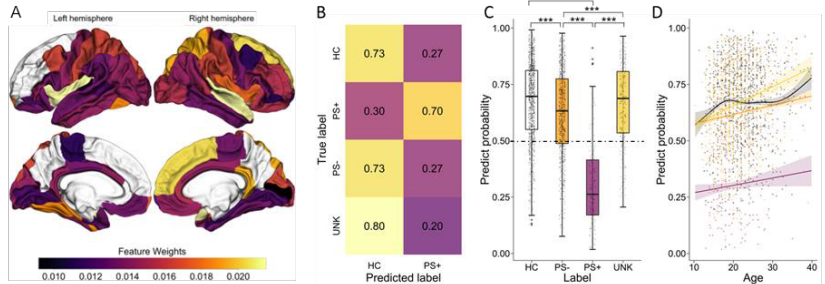 A
Left hemisphere
Right hemisphere
Feature Weights
0.010 0.012 0.014 0.016 0.018 0.020
B
True label
HC
PS+
PS-
UNK
0.73 0.27
0.30 0.70
0.73 0.27
0.80 0.20
HC PS+
Predicted label
C
***
*** *** ***
Predict probability
1.00
0.75
0.50
0.25
0.00
HC PS- PS+ UNK
Label
D
Predict probability
1.00
0.75
0.50
0.25
0.00
10 20 30 40
Age